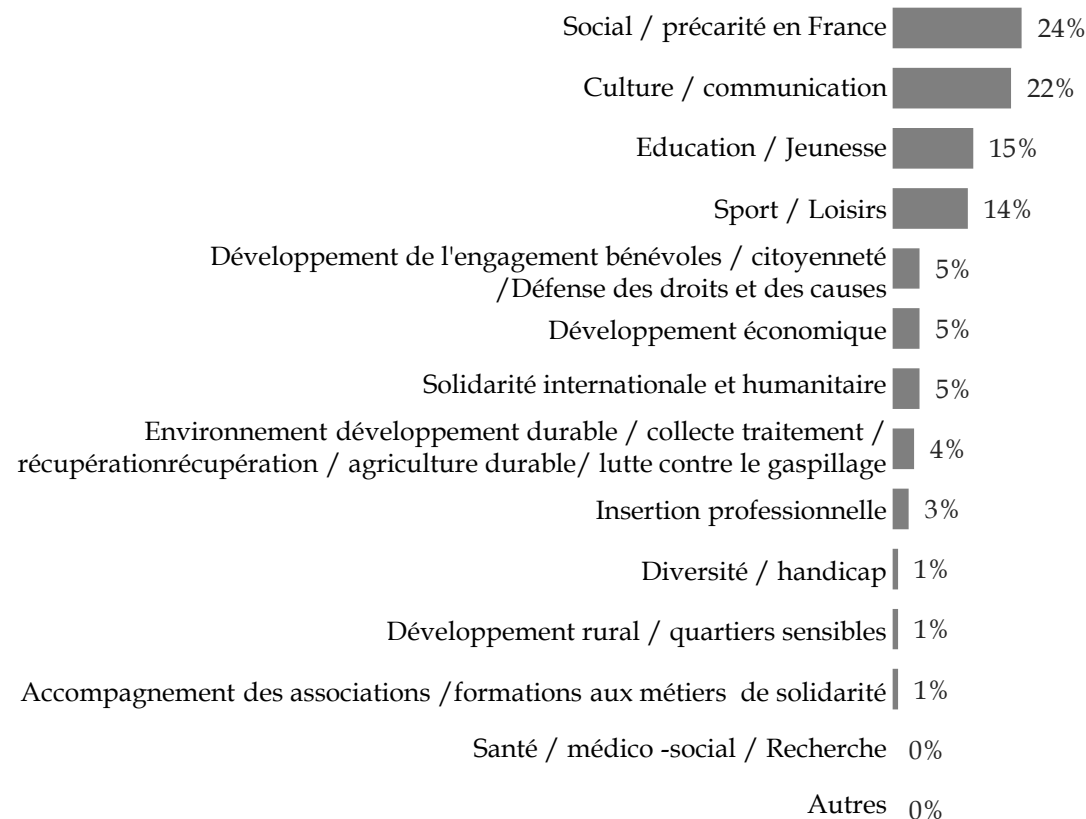 Social / précarité en France 24%
Culture / communication 22%
Education / Jeunesse 15%
Sport / Loisirs 14%
Développement de l'engagement bénévoles / citoyenneté
/Défense des droits et des causes 5%
Développement économique 5%
Solidarité internationale et humanitaire 5%
Environnement développement durable / collecte traitement /
récupérationrécupération / agriculture durable/ lutte contre le gaspillage 4%
Insertion professionnelle 3%
Diversité / handicap 1%
Développement rural / quartiers sensibles 1%
Accompagnement des associations /formations aux métiers de solidarité 1%
Santé / médico -social / Recherche 0%
Autres 0%